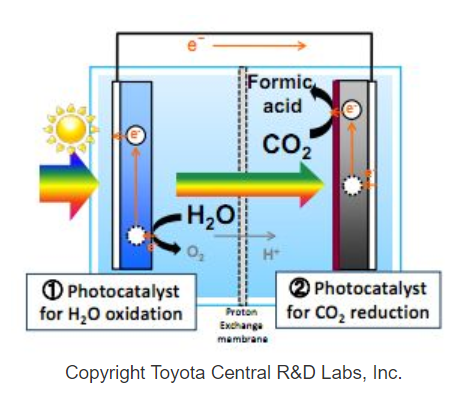 e⁻
Formic
acid
CO₂
e⁻
e⁻
H₂O
O₂
H⁺
e⁻
e⁻
① Photocatalyst
for H₂O oxidation
Proton
Exchange
membrane
② Photocatalyst
for CO₂ reduction
Copyright Toyota Central R&D Labs, Inc.